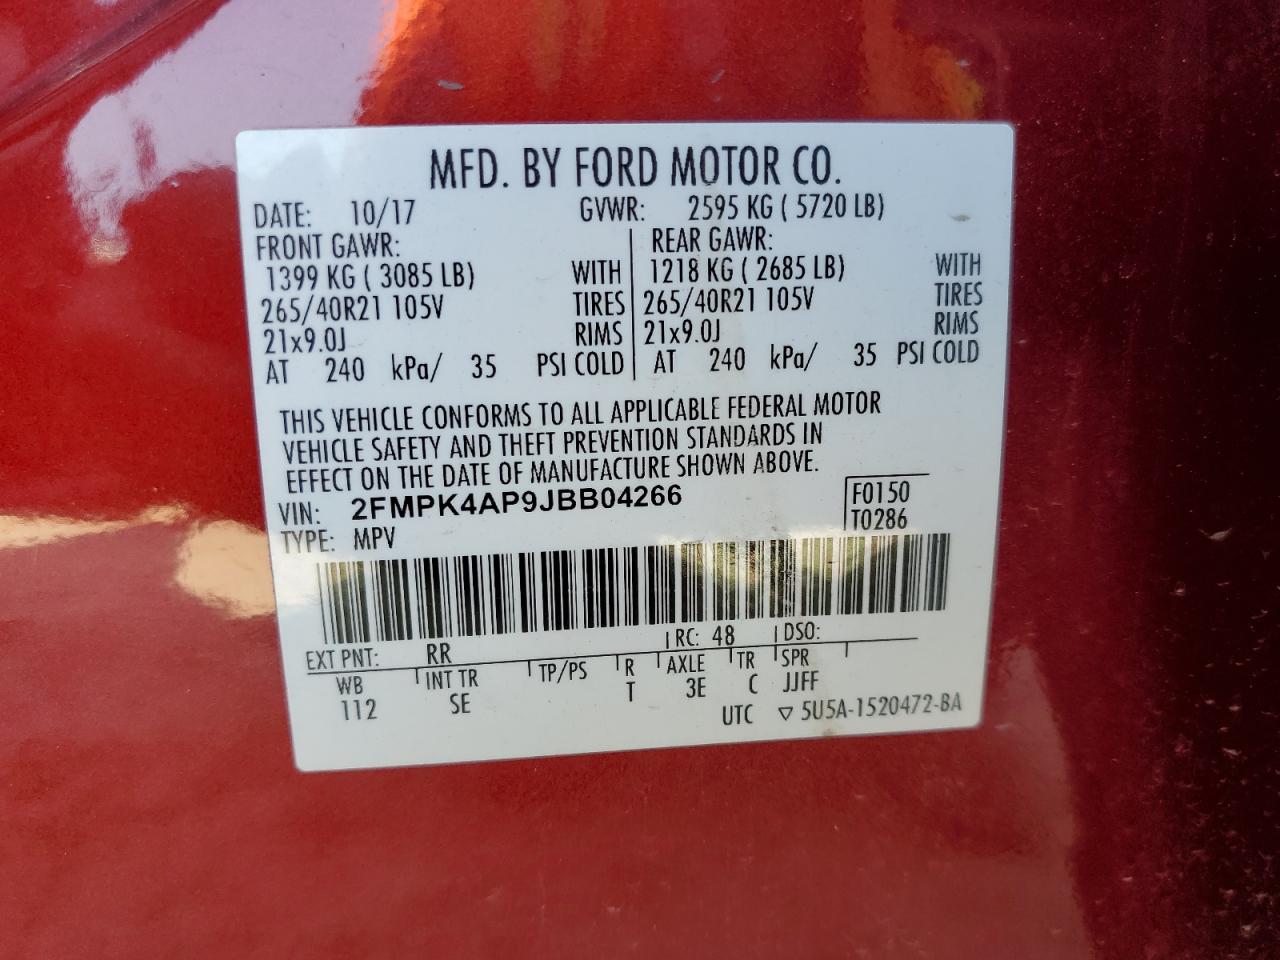 MFD. BY FORD MOTOR CO.
DATE: 10/17 GVWR: 2595 KG ( 5720 LB)
FRONT GAWR: REAR GAWR:
1399 KG ( 3085 LB) WITH 1218 KG ( 2685 LB) WITH
265/40R21 105V TIRES 265/40R21 105V TIRES
21x9.0J RIMS 21x9.0J RIMS
AT 240 kPa/ 35 PSI COLD AT 240 kPa/ 35 PSI COLD
THIS VEHICLE CONFORMS TO ALL APPLICABLE FEDERAL MOTOR
VEHICLE SAFETY AND THEFT PREVENTION STANDARDS IN
EFFECT ON THE DATE OF MANUFACTURE SHOWN ABOVE.
VIN: 2FMPK4AP9JBB04266 F0150
TYPE: MPV T0286
EXT PNT: RR RC: 48 DSO:
WB INT TR TP/PS R AXLE TR SPR
112 SE T 3E C JJFF
UTC ▽ 5U5A-1520472-BA